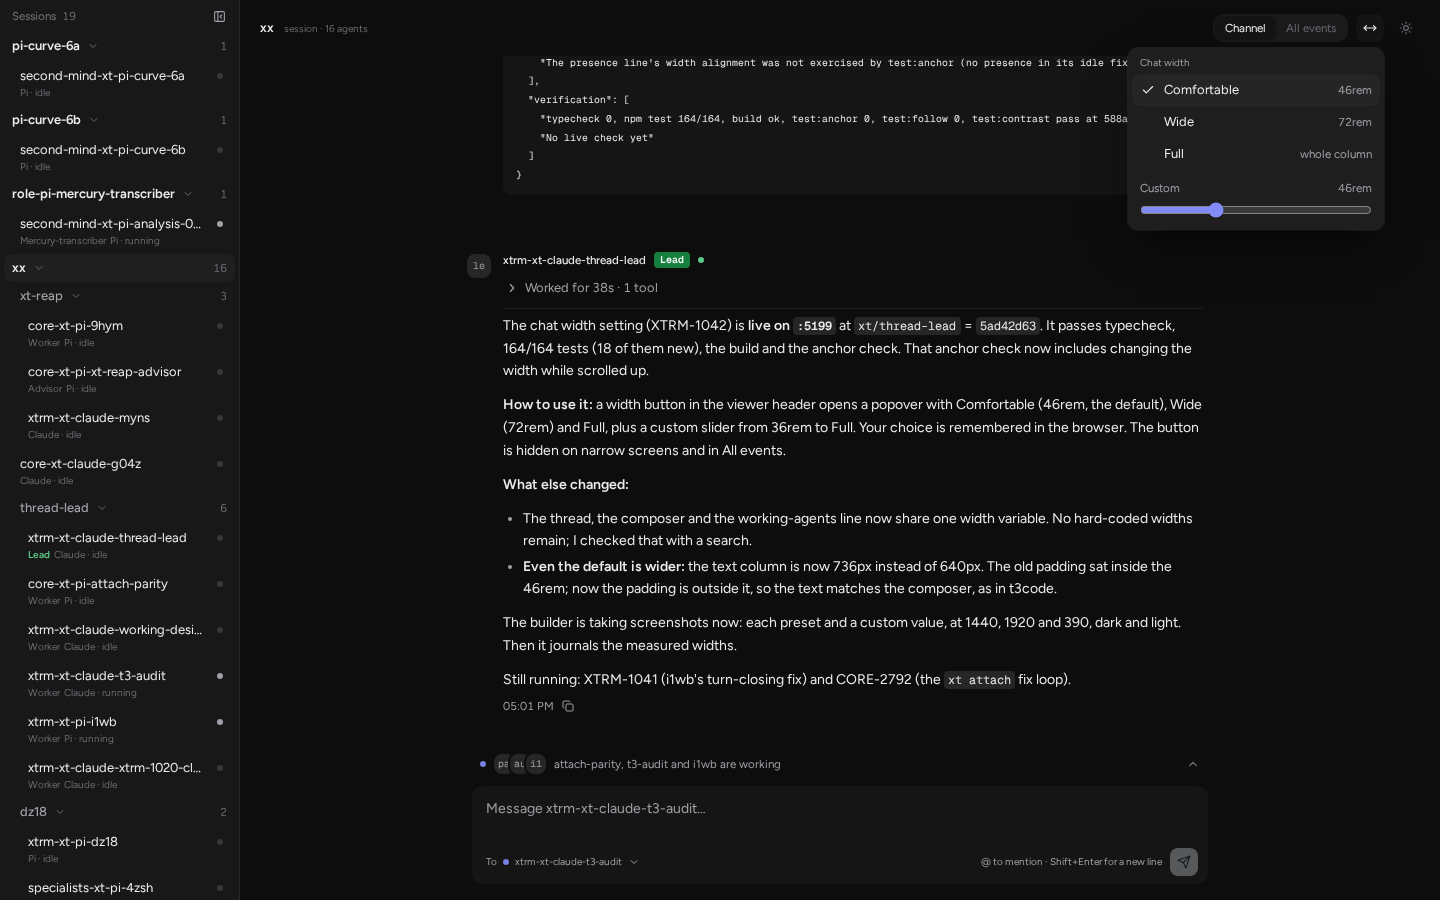 Sessions 19
pi-curve-6a 1
second-mind-xt-pi-curve-6a
Pi · idle
pi-curve-6b 1
second-mind-xt-pi-curve-6b
Pi · idle
role-pi-mercury-transcriber 1
second-mind-xt-pi-analysis-0...
Mercury-transcriber Pi · running
xx 16
xt-reap 3
core-xt-pi-9hym
Worker Pi · idle
core-xt-pi-xt-reap-advisor
Advisor Pi · idle
xtrm-xt-claude-myns
Claude · idle
core-xt-claude-g04z
Claude · idle
thread-lead 6
xtrm-xt-claude-thread-lead
Lead Claude · idle
core-xt-pi-attach-parity
Worker Pi · idle
xtrm-xt-claude-working-desi...
Worker Claude · idle
xtrm-xt-claude-t3-audit
Worker Claude · running
xtrm-xt-pi-i1wb
Worker Pi · running
xtrm-xt-claude-xtrm-1020-cl...
Worker Claude · idle
dz18 2
xtrm-xt-pi-dz18
Pi · idle
specialists-xt-pi-4zsh
xx session · 16 agents
Channel All events
Chat width
Comfortable 46rem
Wide 72rem
Full whole column
Custom 46rem
"The presence line's width alignment was not exercised by test:anchor (no presence in its idle fix
],
"verification": [
"typecheck 0, npm test 164/164, build ok, test:anchor 0, test:follow 0, test:contrast pass at 588a
"No live check yet"
]
}
le xtrm-xt-claude-thread-lead Lead
Worked for 38s · 1 tool
The chat width setting (XTRM-1042) is live on :5199 at xt/thread-lead = 5ad42d63. It passes typecheck,
164/164 tests (18 of them new), the build and the anchor check. That anchor check now includes changing the
width while scrolled up.
How to use it: a width button in the viewer header opens a popover with Comfortable (46rem, the default), Wide
(72rem) and Full, plus a custom slider from 36rem to Full. Your choice is remembered in the browser. The button
is hidden on narrow screens and in All events.
What else changed:
• The thread, the composer and the working-agents line now share one width variable. No hard-coded widths
remain; I checked that with a search.
• Even the default is wider: the text column is now 736px instead of 640px. The old padding sat inside the
46rem; now the padding is outside it, so the text matches the composer, as in t3code.
The builder is taking screenshots now: each preset and a custom value, at 1440, 1920 and 390, dark and light.
Then it journals the measured widths.
Still running: XTRM-1041 (i1wb's turn-closing fix) and CORE-2792 (the xt attach fix loop).
05:01 PM
pa au i1 attach-parity, t3-audit and i1wb are working
Message xtrm-xt-claude-t3-audit...
To xtrm-xt-claude-t3-audit
@ to mention · Shift+Enter for a new line